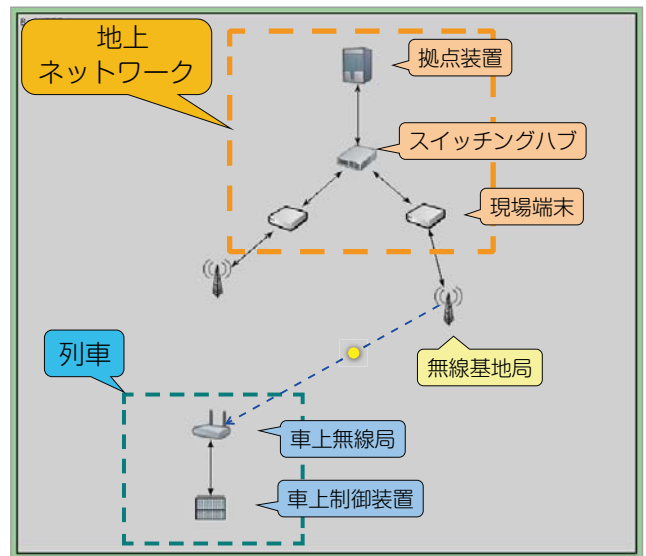 地上
ネットワーク
拠点装置
スイッチングハブ
現場端末
無線基地局
列車
車上無線局
車上制御装置